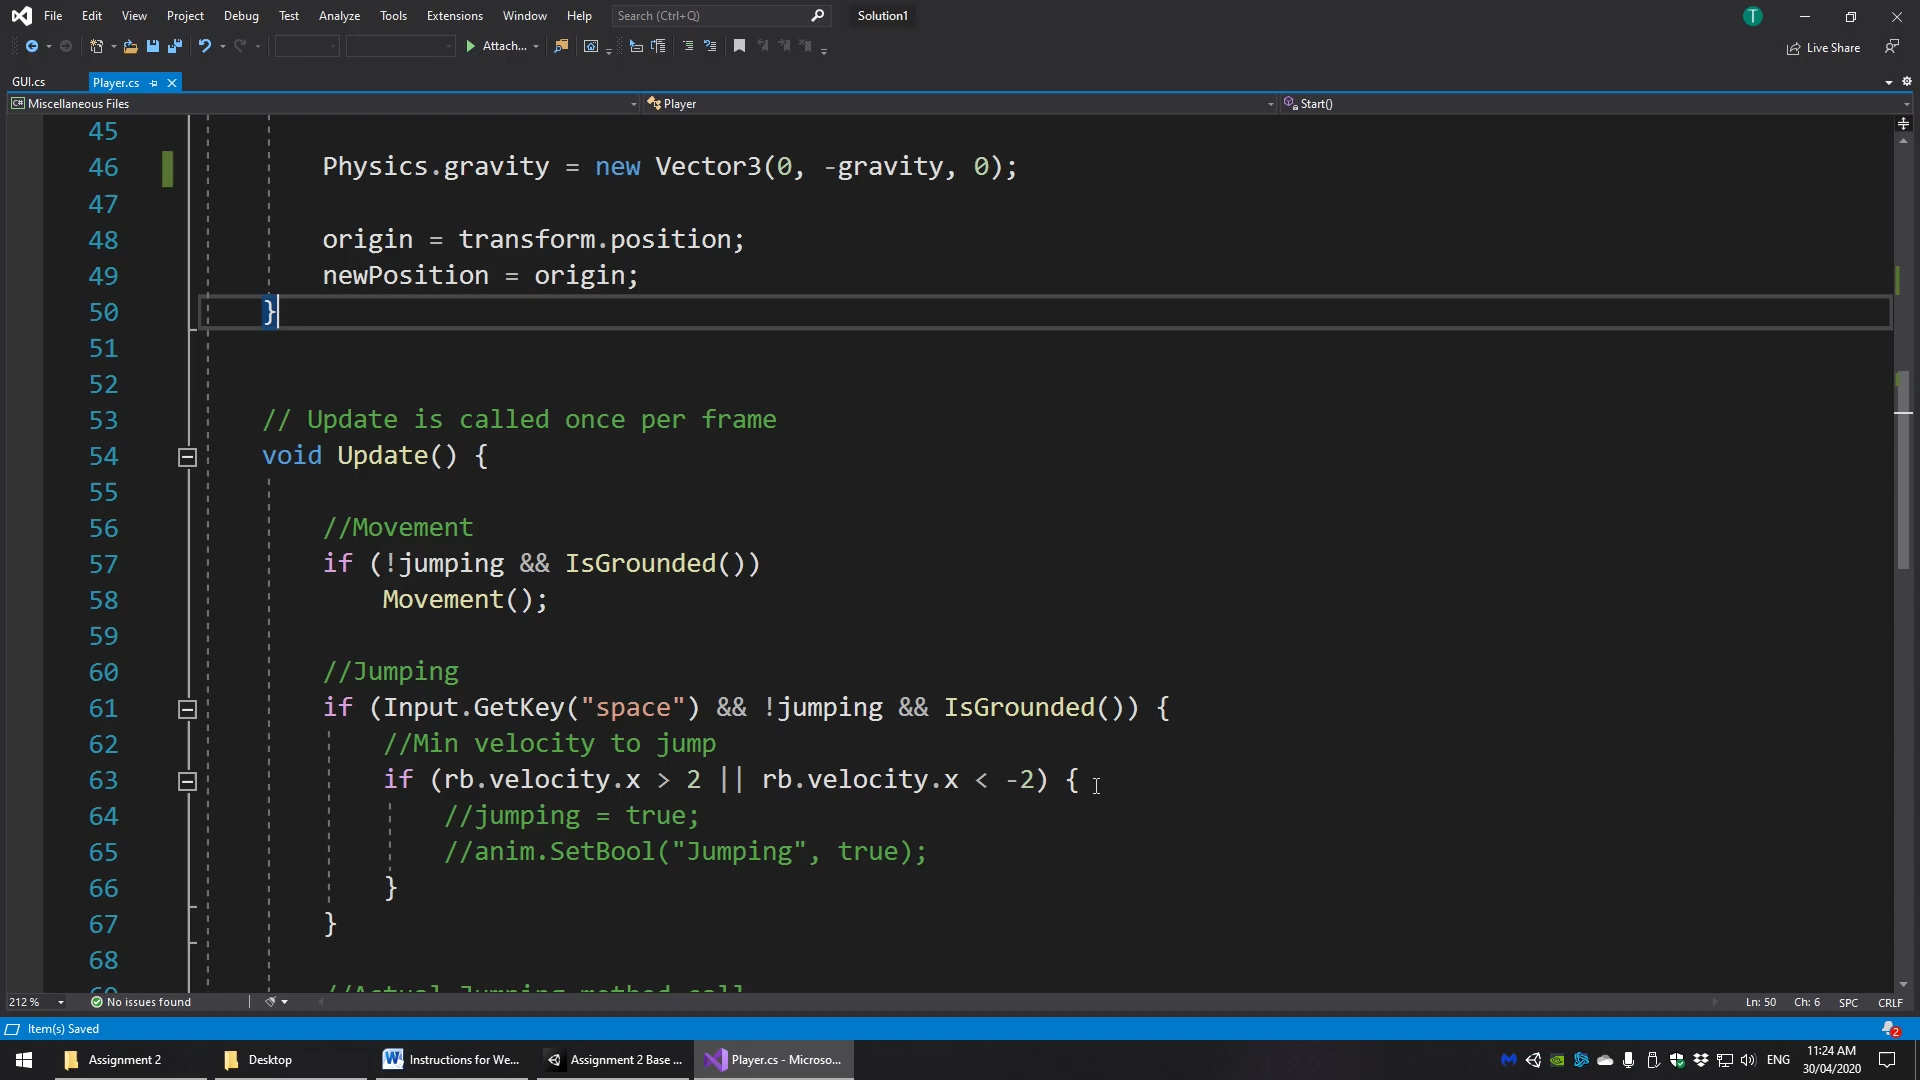 File Edit View Project Debug Test Analyze Tools Extensions Window Help Search (Ctrl+Q) Solution1 T
Attach... Live Share
GUI.cs Player.cs
C# Miscellaneous Files Player Start()
45
46 Physics.gravity = new Vector3(0, -gravity, 0);
47
48 origin = transform.position;
49 newPosition = origin;
50 }
51
52
53 // Update is called once per frame
54 void Update() {
55
56 //Movement
57 if (!jumping && IsGrounded())
58 Movement();
59
60 //Jumping
61 if (Input.GetKey("space") && !jumping && IsGrounded()) {
62 //Min velocity to jump
63 if (rb.velocity.x > 2 || rb.velocity.x < -2) {
64 //jumping = true;
65 //anim.SetBool("Jumping", true);
66 }
67 }
68
69 //Actual Jumping method call
212 % No issues found Ln: 50 Ch: 6 SPC CRLF
Item(s) Saved 2
Assignment 2 Desktop Instructions for We... Assignment 2 Base ... Player.cs - Microso... ENG 11:24 AM
30/04/2020